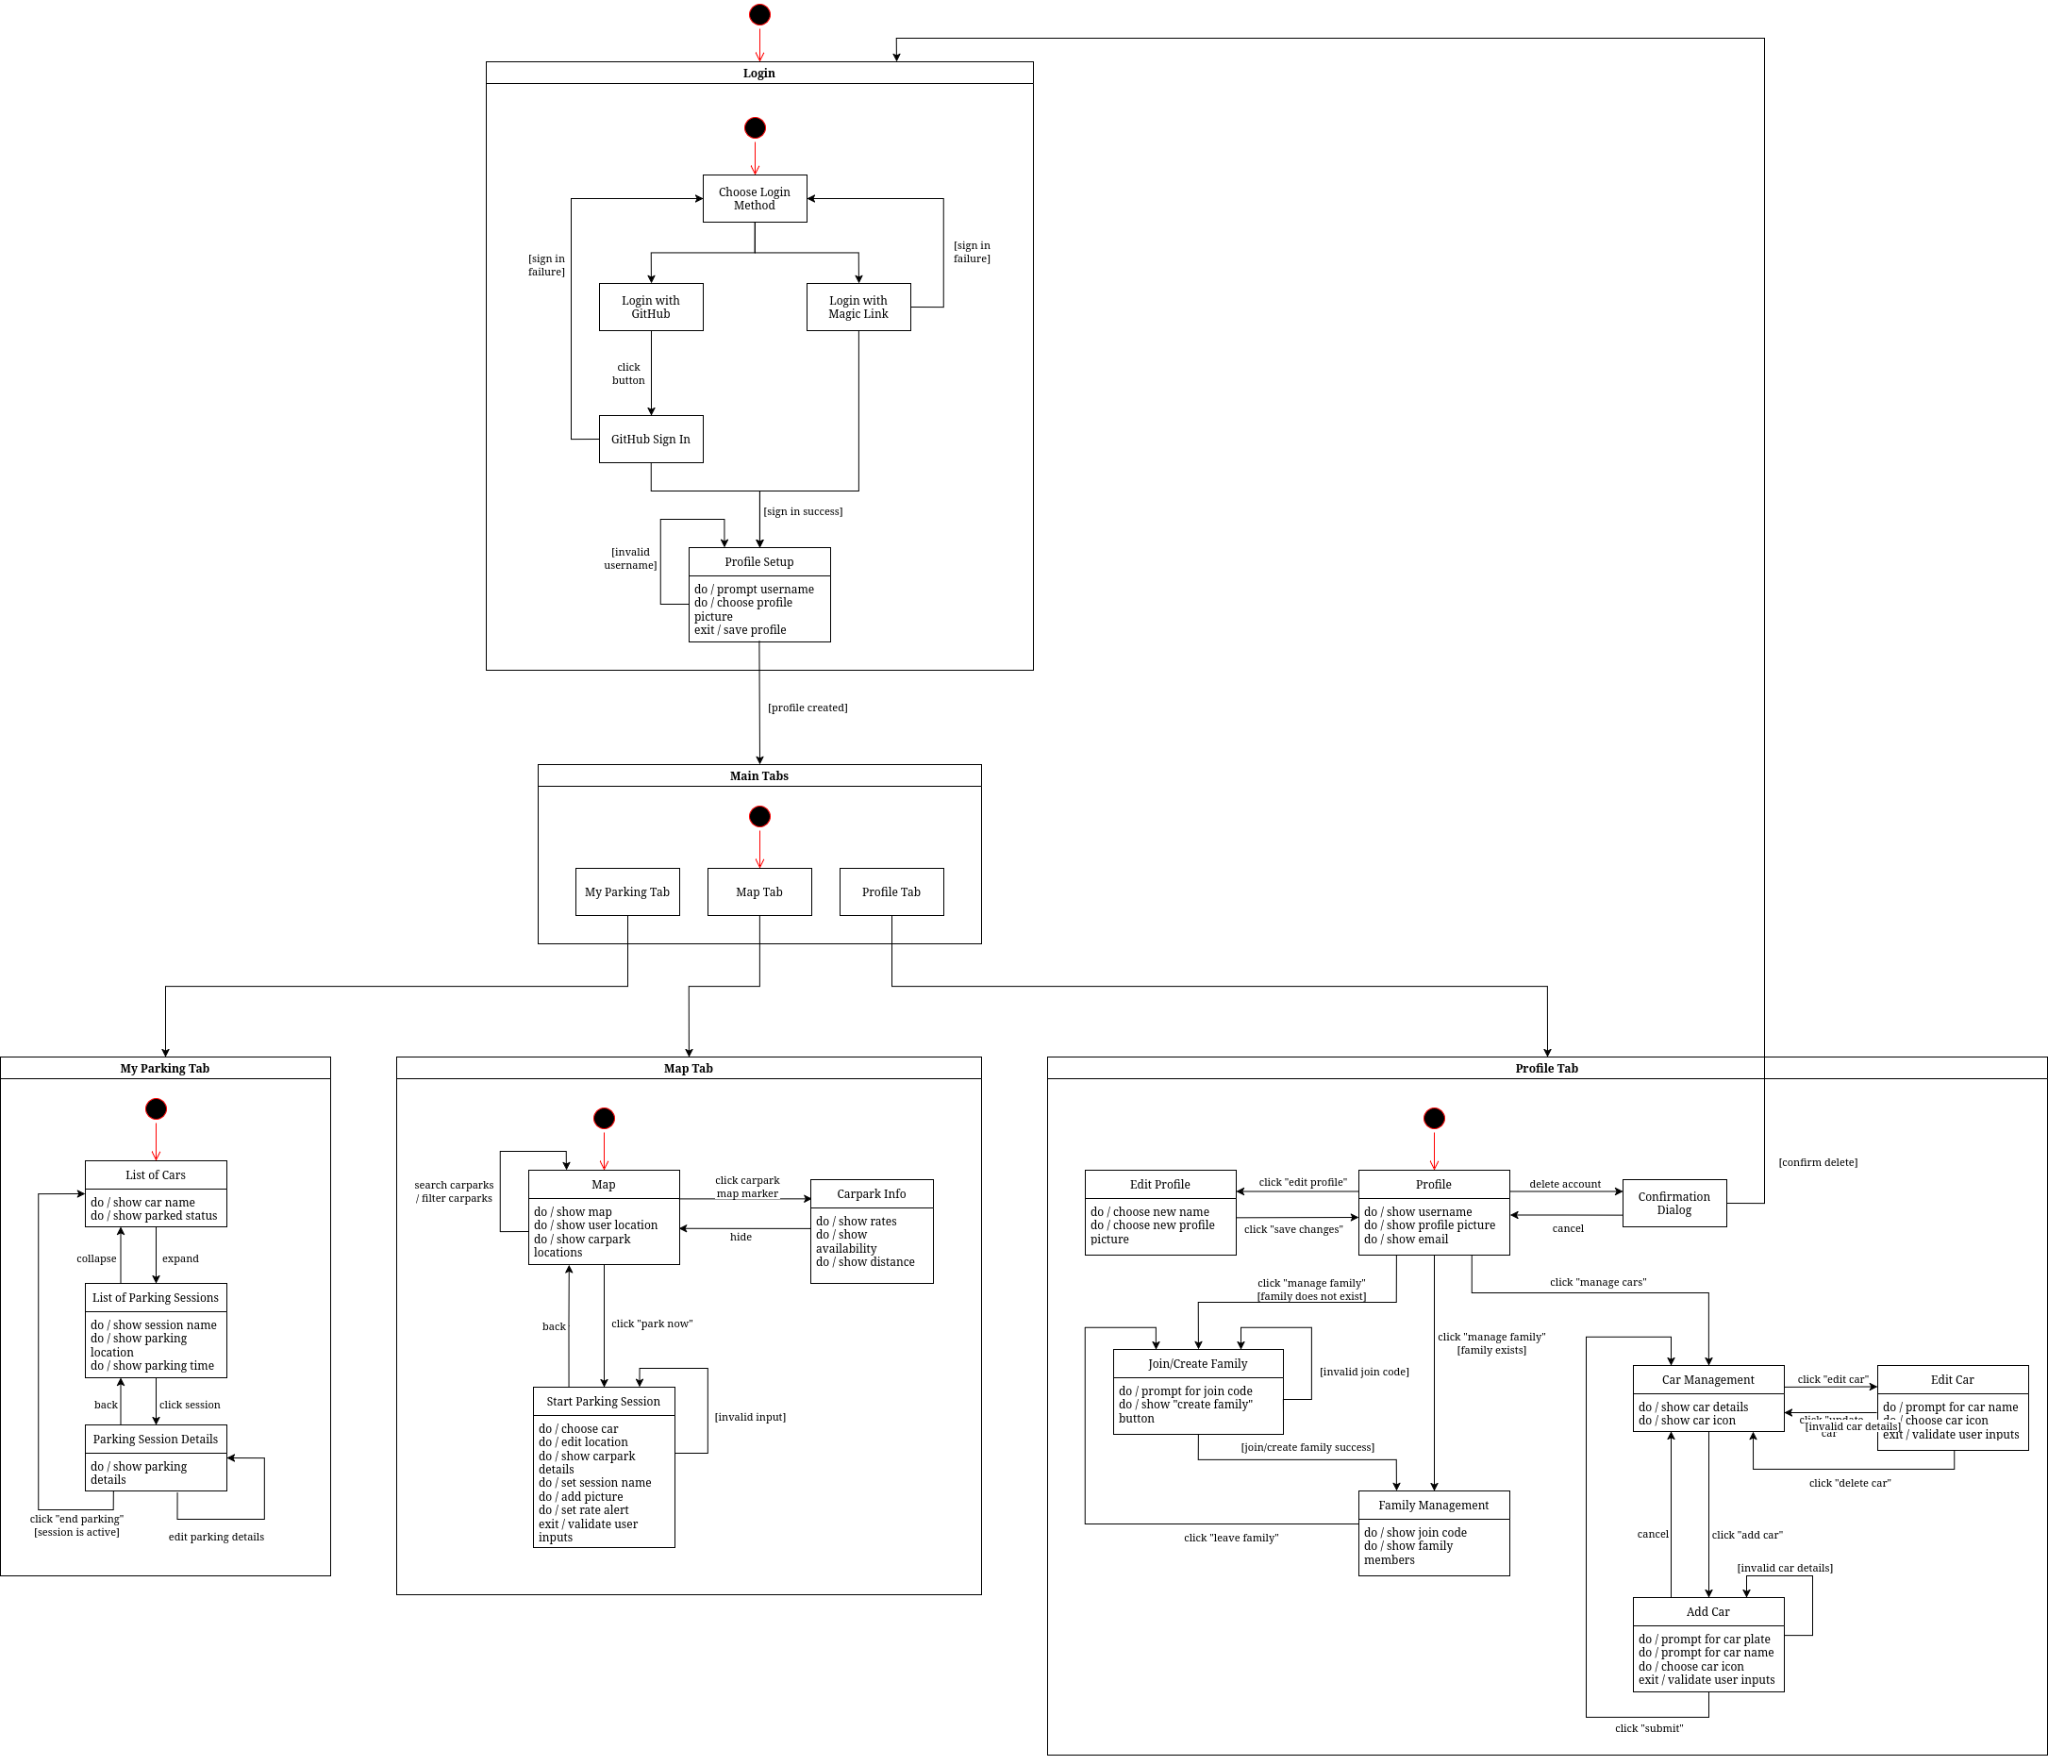 Login
Choose Login
Method
[sign in
failure]
[sign in
failure]
Login with
GitHub
Login with
Magic Link
click
button
GitHub Sign In
[sign in success]
[invalid
username]
Profile Setup
do / prompt username
do / choose profile
picture
exit / save profile
[profile created]
Main Tabs
My Parking Tab
Map Tab
Profile Tab
My Parking Tab
List of Cars
do / show car name
do / show parked status
collapse
expand
List of Parking Sessions
do / show session name
do / show parking
location
do / show parking time
back
click session
Parking Session Details
do / show parking
details
click "end parking"
[session is active]
edit parking details
Map Tab
search carparks
/ filter carparks
Map
do / show map
do / show user location
do / show carpark
locations
click carpark
map marker
hide
Carpark Info
do / show rates
do / show
availability
do / show distance
back
click "park now"
Start Parking Session
do / choose car
do / edit location
do / show carpark
details
do / set session name
do / add picture
do / set rate alert
exit / validate user
inputs
[invalid input]
Profile Tab
Edit Profile
do / choose new name
do / choose new profile
picture
click "edit profile"
click "save changes"
Profile
do / show username
do / show profile picture
do / show email
delete account
cancel
Confirmation
Dialog
[confirm delete]
click "manage family"
[family does not exist]
click "manage family"
[family exists]
click "manage cars"
Join/Create Family
do / prompt for join code
do / show "create family"
button
[invalid join code]
[join/create family success]
Family Management
do / show join code
do / show family
members
click "leave family"
Car Management
do / show car details
do / show car icon
click "edit car"
click "update
car
[invalid car details]
Edit Car
do / prompt for car name
do / choose car icon
exit / validate user inputs
click "delete car"
cancel
click "add car"
[invalid car details]
Add Car
do / prompt for car plate
do / prompt for car name
do / choose car icon
exit / validate user inputs
click "submit"